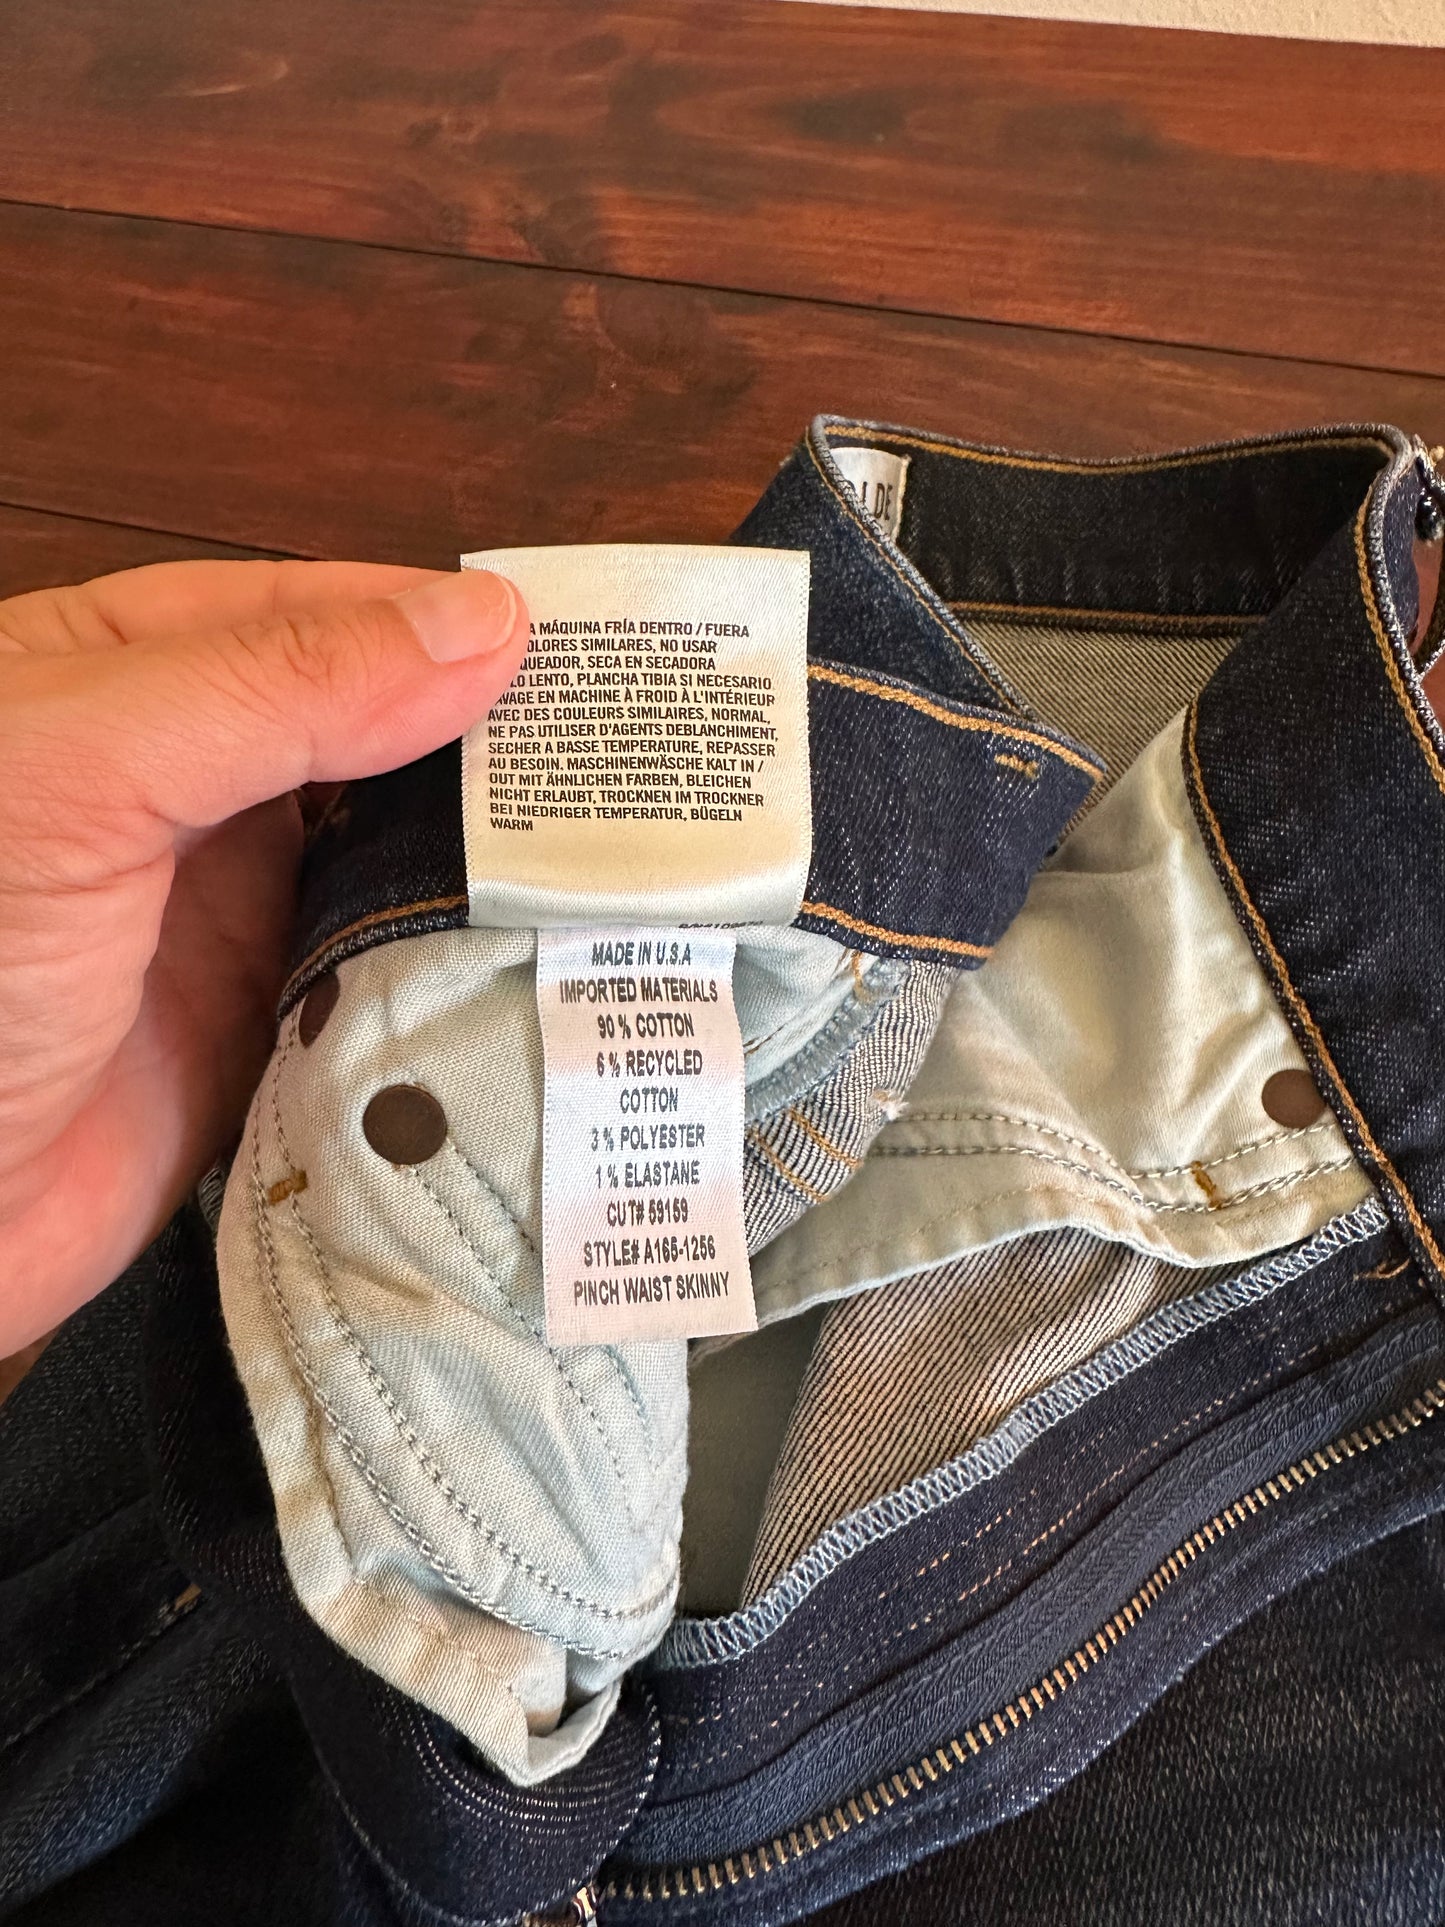 DE
A MÁQUINA FRÍA DENTRO / FUERA
OLORES SIMILARES, NO USAR
QUEADOR, SECA EN SECADORA
LO LENTO, PLANCHA TIBIA SI NECESARIO
AVAGE EN MACHINE À FROID À L'INTÉRIEUR
AVEC DES COULEURS SIMILAIRES, NORMAL,
NE PAS UTILISER D'AGENTS DEBLANCHIMENT,
SECHER A BASSE TEMPERATURE, REPASSER
AU BESOIN. MASCHINENWÄSCHE KALT IN /
OUT MIT ÄHNLICHEN FARBEN, BLEICHEN
NICHT ERLAUBT, TROCKNEN IM TROCKNER
BEI NIEDRIGER TEMPERATUR, BÜGELN
WARM
MADE IN U.S.A
IMPORTED MATERIALS
90 % COTTON
6 % RECYCLED
COTTON
3 % POLYESTER
1 % ELASTANE
CUT# 59159
STYLE# A165-1256
PINCH WAIST SKINNY